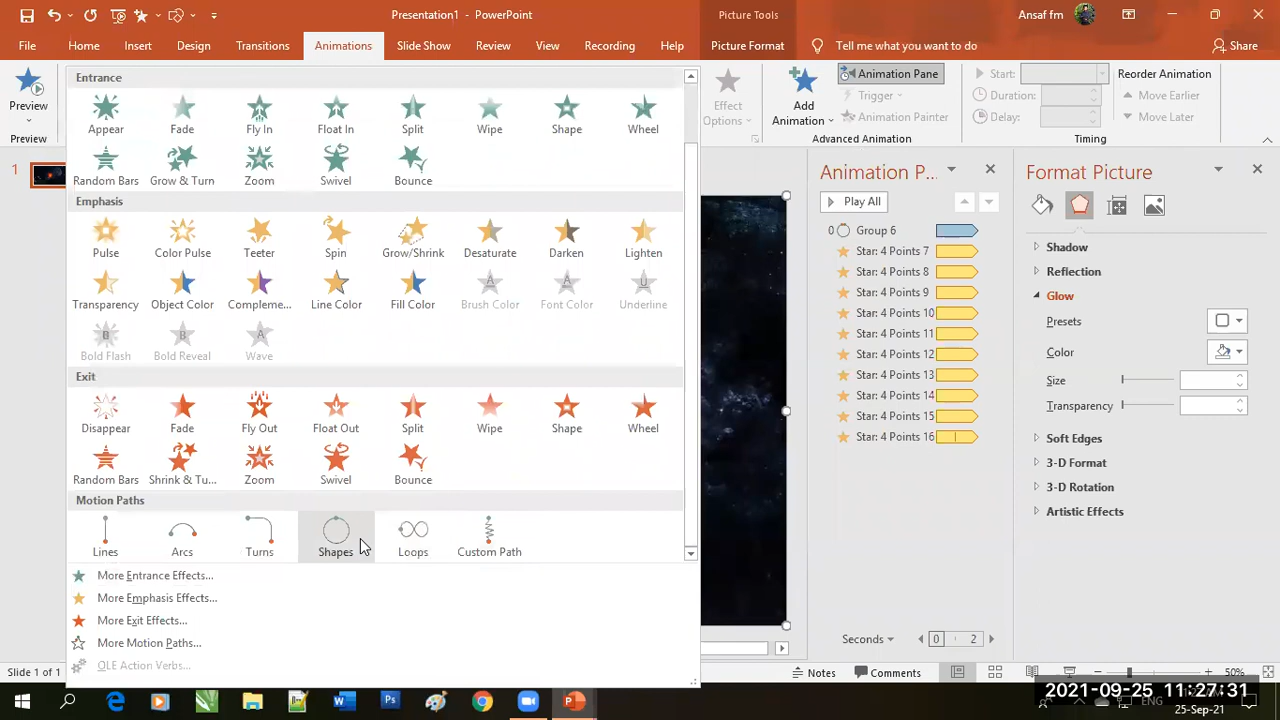 Presentation1 - PowerPoint
Picture Tools
Ansaf fm
File Home Insert Design Transitions Animations Slide Show Review View Recording Help Picture Format Tell me what you want to do Share
Preview
Preview
Entrance
Appear Fade Fly In Float In Split Wipe Shape Wheel
Random Bars Grow & Turn Zoom Swivel Bounce
Emphasis
Pulse Color Pulse Teeter Spin Grow/Shrink Desaturate Darken Lighten
Transparency Object Color Compleme... Line Color Fill Color Brush Color Font Color Underline
Bold Flash Bold Reveal Wave
Exit
Disappear Fade Fly Out Float Out Split Wipe Shape Wheel
Random Bars Shrink & Tu... Zoom Swivel Bounce
Motion Paths
Lines Arcs Turns Shapes Loops Custom Path
More Entrance Effects...
More Emphasis Effects...
More Exit Effects...
More Motion Paths...
OLE Action Verbs...
Effect
Options
Add
Animation
Animation Pane
Trigger
Animation Painter
Advanced Animation
Start:
Duration:
Delay:
Reorder Animation
Move Earlier
Move Later
Timing
1
Animation P...
Play All
0 Group 6
Star: 4 Points 7
Star: 4 Points 8
Star: 4 Points 9
Star: 4 Points 10
Star: 4 Points 11
Star: 4 Points 12
Star: 4 Points 13
Star: 4 Points 14
Star: 4 Points 15
Star: 4 Points 16
Seconds 0 2
Format Picture
Shadow
Reflection
Glow
Presets
Color
Size
Transparency
Soft Edges
3-D Format
3-D Rotation
Artistic Effects
Slide 1 of 1
Notes Comments 50%
2021-09-25 11:27:31
ENG
25-Sep-21